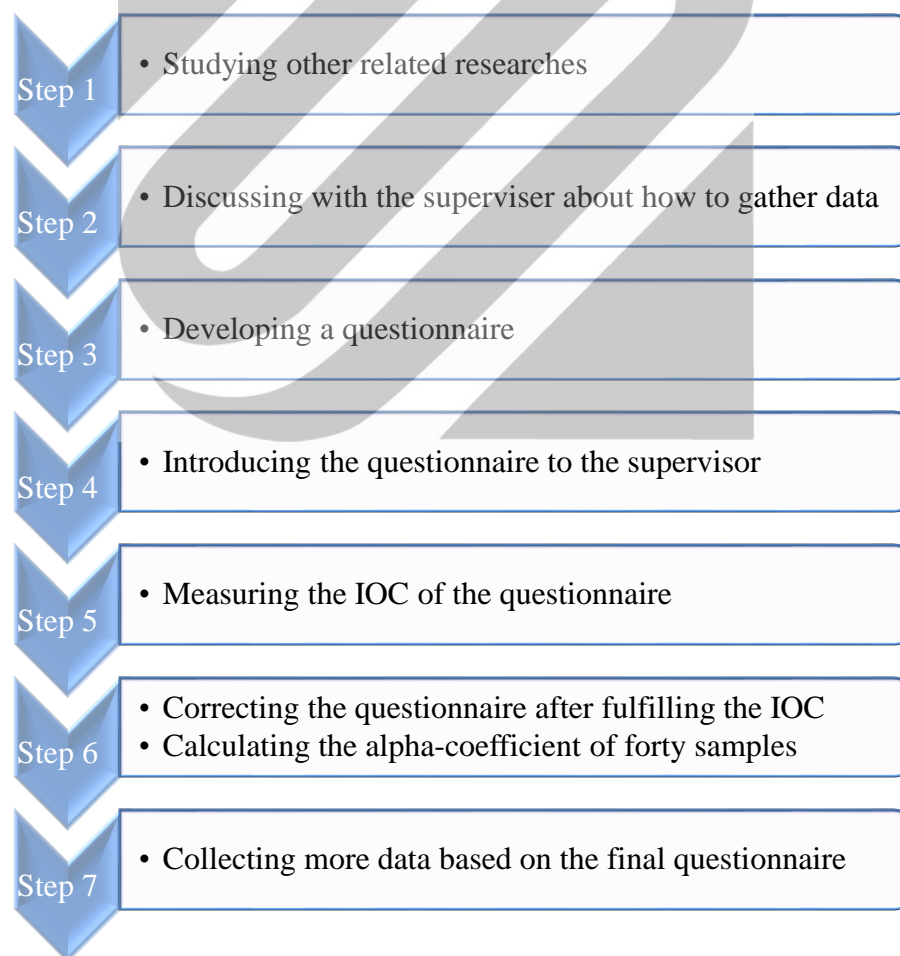 Step 1
• Studying other related researches
Step 2
• Discussing with the superviser about how to gather data
Step 3
• Developing a questionnaire
Step 4
• Introducing the questionnaire to the supervisor
Step 5
• Measuring the IOC of the questionnaire
Step 6
• Correcting the questionnaire after fulfilling the IOC
• Calculating the alpha-coefficient of forty samples
Step 7
• Collecting more data based on the final questionnaire